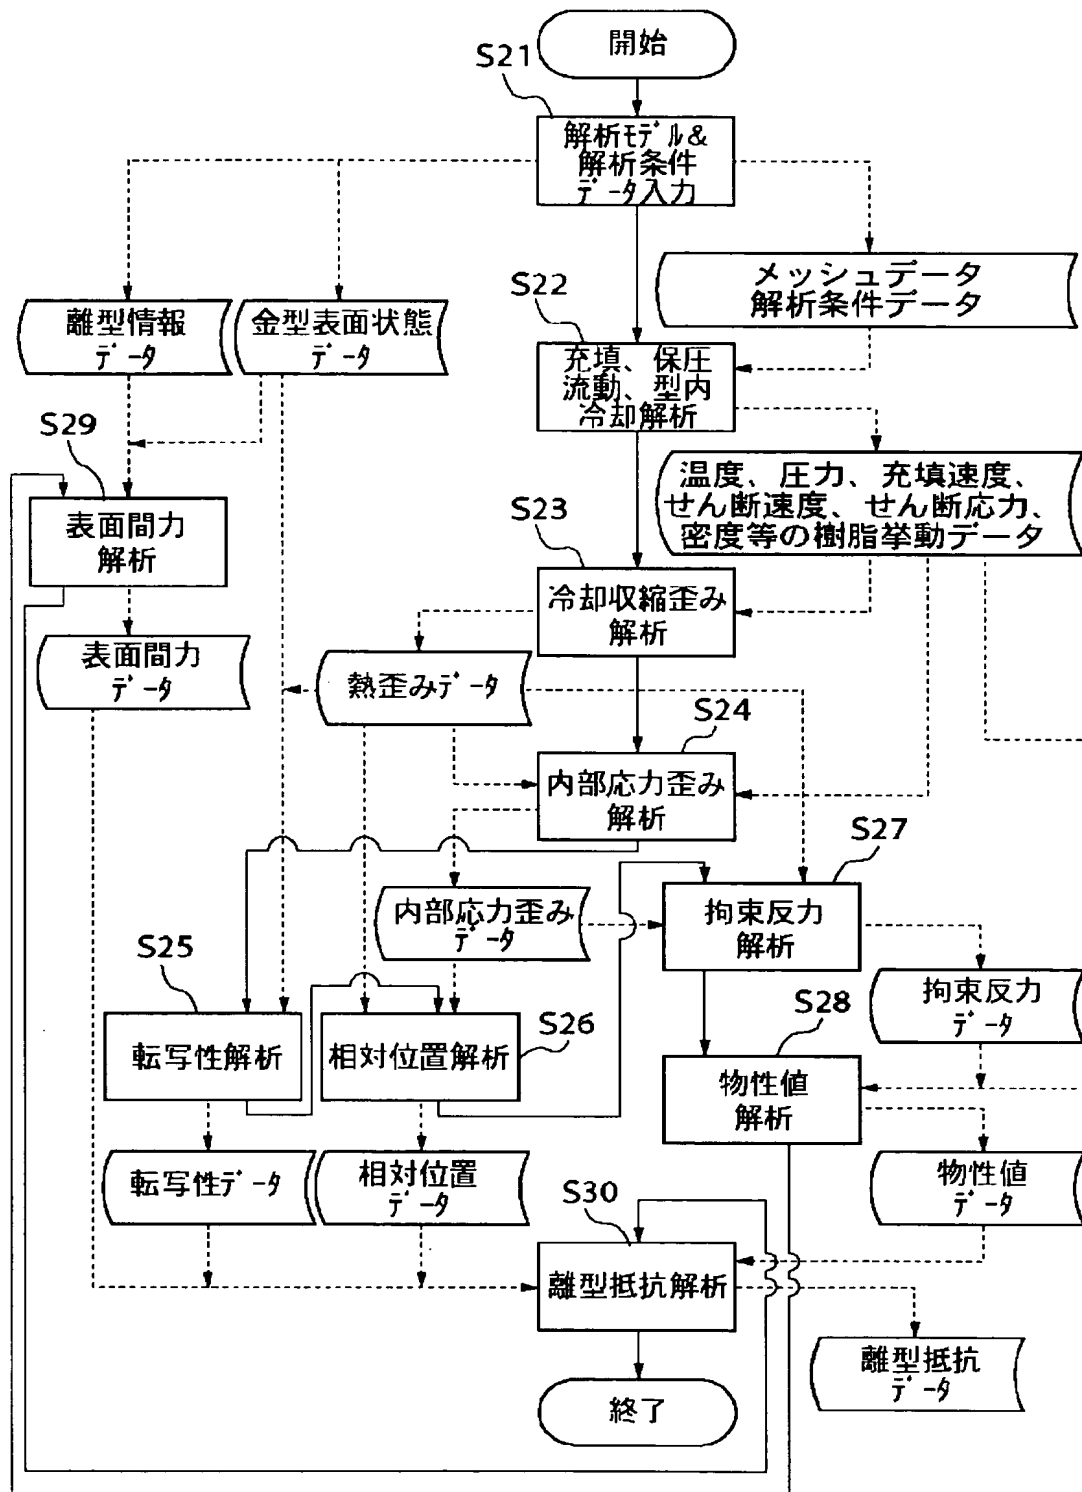 開始
S21
解析モデル&
解析条件
データ入力
メッシュデータ
解析条件データ
S22
離型情報
データ
金型表面状態
データ
充填、保圧
流動、型内
冷却解析
S29
温度、圧力、充填速度、
せん断速度、せん断応力、
密度等の樹脂挙動データ
S23
表面間力
解析
冷却収縮歪み
解析
表面間力
データ
熱歪みデータ
S24
内部応力歪み
解析
S27
内部応力歪み
データ
拘束反力
解析
S25
S28
拘束反力
データ
転写性解析
相対位置解析
S26
物性値
解析
転写性データ
相対位置
データ
物性値
データ
S30
離型抵抗解析
離型抵抗
データ
終了